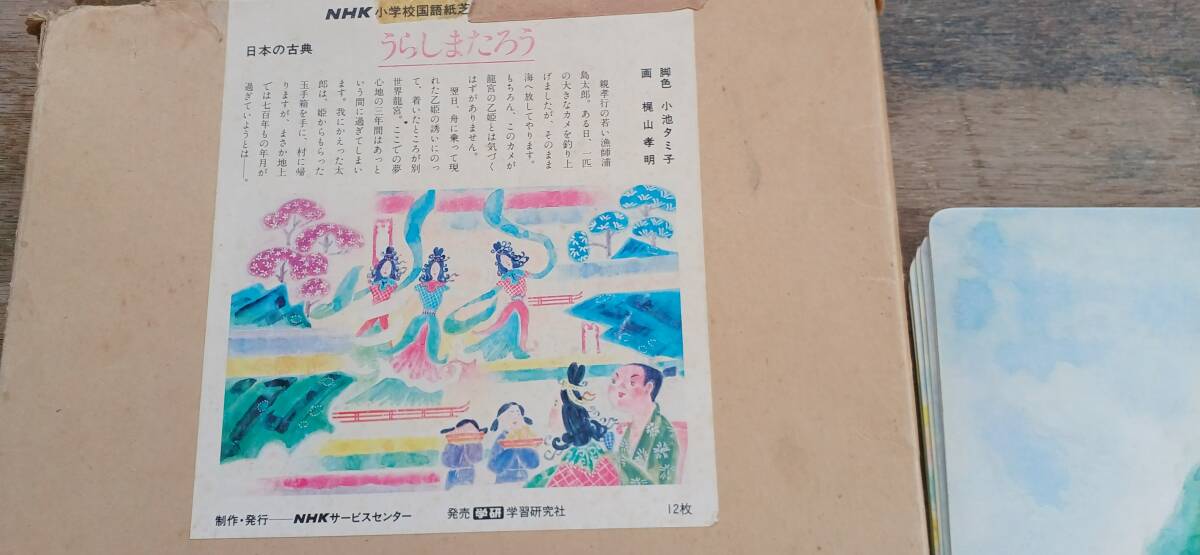 NHK小学校国語紙芝
日本の古典
うらしまたろう
脚色 小池タミ子
画 梶山孝明
親孝行の若い漁師浦
島太郎。ある日、一匹
の大きなカメを釣り上
げましたが、そのまま
海へ放してやります。
もちろん、このカメが
龍宮の乙姫とは気づく
はずがありません。
翌日、舟に乗って現
れた乙姫の誘いにのっ
て、着いたところが別
世界龍宮。ここでの夢
心地の三年間はあっと
いう間に過ぎてしまい
ます。我にかえった太
郎は、姫からもらった
玉手箱を手に、村に帰
りますが、まさか地上
では七百年もの年月が
過ぎていようとは――。
制作・発行――NHKサービスセンター
発売 学研 学習研究社
12枚